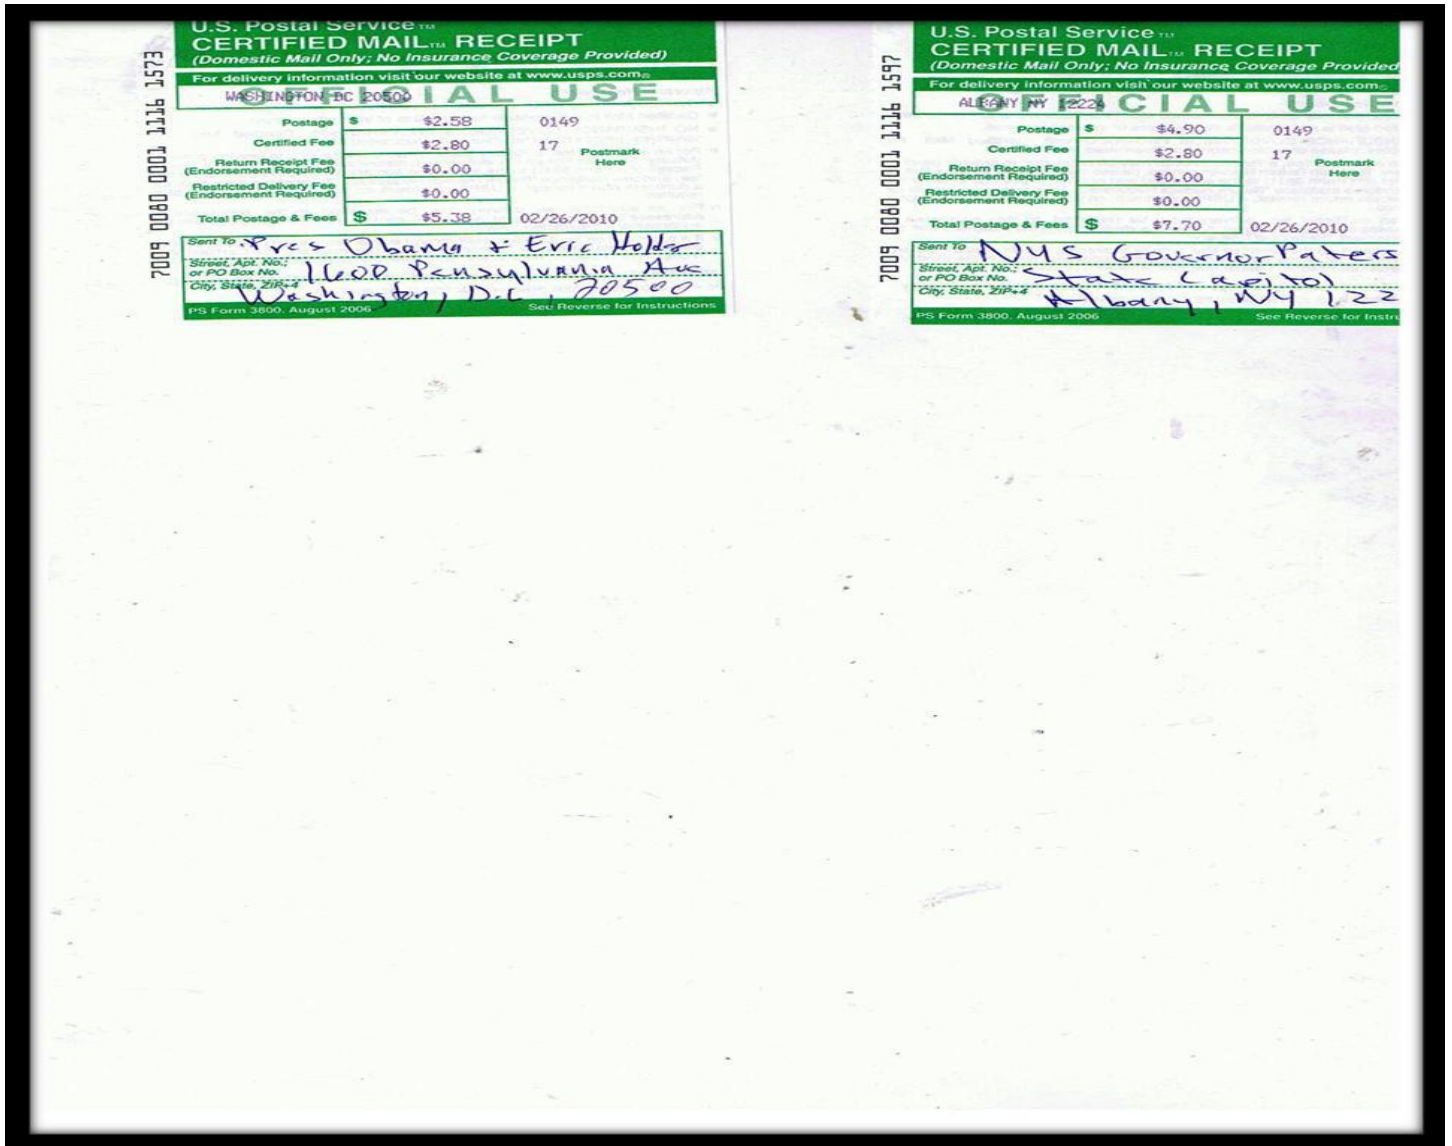 7009 0080 0001 1116 1573
U.S. Postal Service™
CERTIFIED MAIL™ RECEIPT
(Domestic Mail Only; No Insurance Coverage Provided)
For delivery information visit our website at www.usps.com®
OFFICIAL USE
WASHINGTON DC 20500
Postage $ $2.58 0149
Certified Fee $2.80 17
Postmark
Here
Return Receipt Fee
(Endorsement Required) $0.00
Restricted Delivery Fee
(Endorsement Required) $0.00
Total Postage & Fees $ $5.38 02/26/2010
Sent To Pres Obama + Eric Holder
Street, Apt. No.;
or PO Box No. 1600 Pensylvania Ave
City, State, ZIP+4 Washington, D.C, 20500
PS Form 3800, August 2006 See Reverse for Instructions
7009 0080 0001 1116 1597
U.S. Postal Service™
CERTIFIED MAIL™ RECEIPT
(Domestic Mail Only; No Insurance Coverage Provided
For delivery information visit our website at www.usps.com®
OFFICIAL USE
ALBANY NY 12224
Postage $ $4.90 0149
Certified Fee $2.80 17
Postmark
Here
Return Receipt Fee
(Endorsement Required) $0.00
Restricted Delivery Fee
(Endorsement Required) $0.00
Total Postage & Fees $ $7.70 02/26/2010
Sent To NYS Governor Paters
Street, Apt. No.;
or PO Box No. State Capitol
City, State, ZIP+4 Albany, NY 122
PS Form 3800, August 2006 See Reverse for Instru